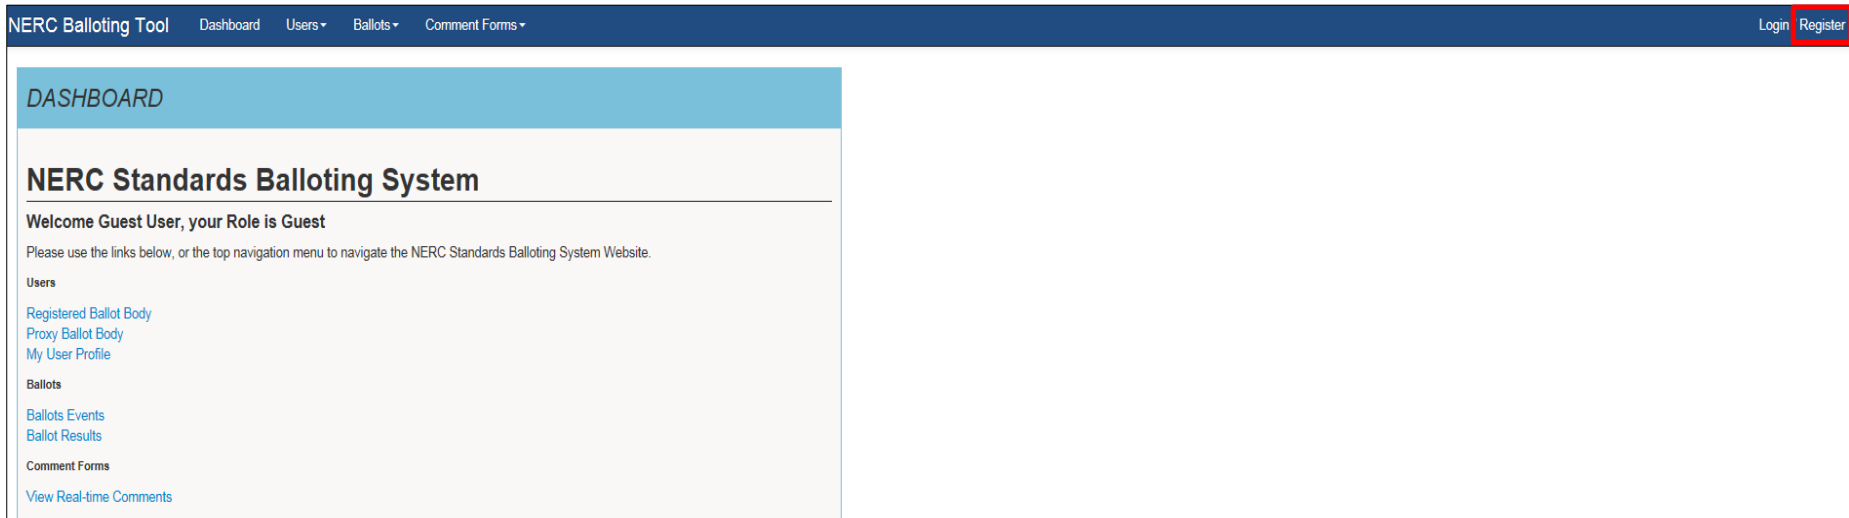 NERC Balloting Tool Dashboard Users Ballots Comment Forms Login Register
DASHBOARD
NERC Standards Balloting System
Welcome Guest User, your Role is Guest
Please use the links below, or the top navigation menu to navigate the NERC Standards Balloting System Website.
Users
Registered Ballot Body
Proxy Ballot Body
My User Profile
Ballots
Ballots Events
Ballot Results
Comment Forms
View Real-time Comments